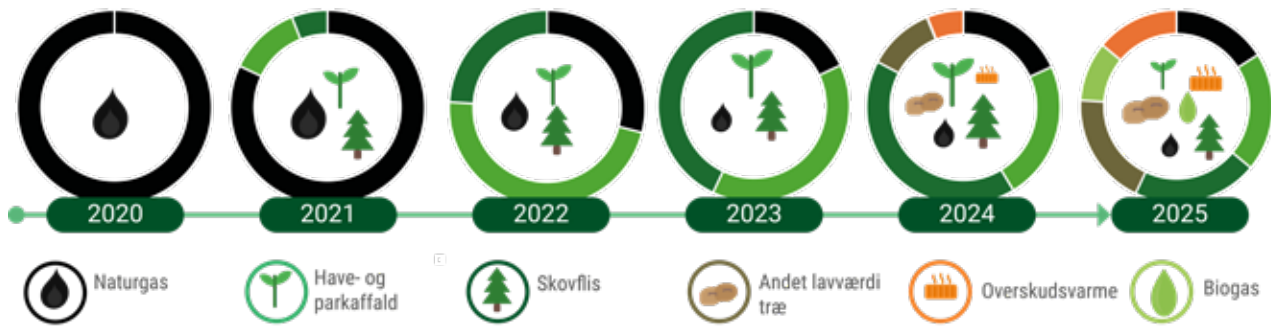 2020
2021
2022
2023
2024
2025
Naturgas
Have- og
parkaffald
Skovflis
Andet lavværdi
træ
Overskudsvarme
Biogas